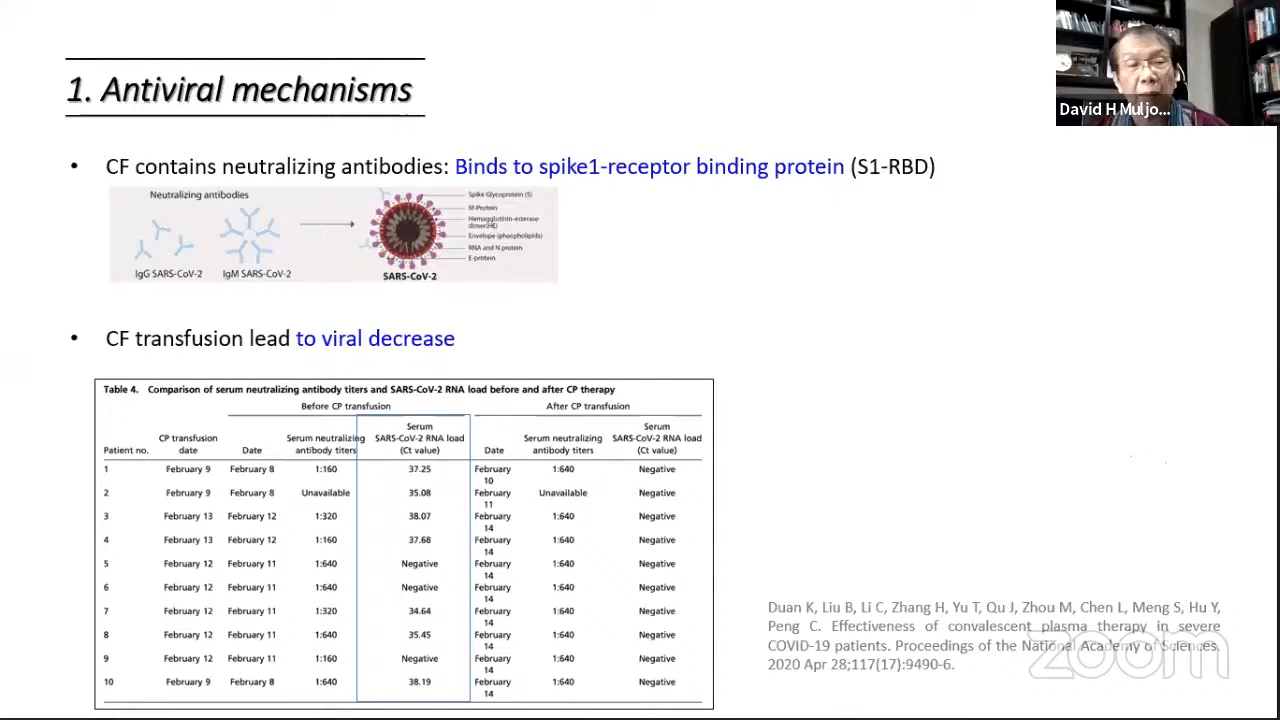 1. Antiviral mechanisms
David H Muljo...
• CF contains neutralizing antibodies: Binds to spike1-receptor binding protein (S1-RBD)
Neutralizing antibodies
IgG SARS-CoV-2
IgM SARS-CoV-2
Spike Glycoprotein (S)
M-Protein
Hemagglutinin-esterase
dimer(HE)
Envelope (phospholipids)
RNA and N protein
E-protein
SARS-CoV-2
• CF transfusion lead to viral decrease
Table 4. Comparison of serum neutralizing antibody titers and SARS-CoV-2 RNA load before and after CP therapy
Before CP transfusion After CP transfusion
Serum Serum
CP transfusion Serum neutralizing SARS-CoV-2 RNA load Serum neutralizing SARS-CoV-2 RNA load
Patient no. date Date antibody titers (Ct value) Date antibody titers (Ct value)
1 February 9 February 8 1:160 37.25 February 1:640 Negative
10
2 February 9 February 8 Unavailable 35.08 February Unavailable Negative
11
3 February 13 February 12 1:320 38.07 February 1:640 Negative
14
4 February 13 February 12 1:160 37.68 February 1:640 Negative
14
5 February 12 February 11 1:640 Negative February 1:640 Negative
14
6 February 12 February 11 1:640 Negative February 1:640 Negative
14
7 February 12 February 11 1:320 34.64 February 1:640 Negative
14
8 February 12 February 11 1:640 35.45 February 1:640 Negative
14
9 February 12 February 11 1:160 Negative February 1:640 Negative
14
10 February 9 February 8 1:640 38.19 February 1:640 Negative
14
Duan K, Liu B, Li C, Zhang H, Yu T, Qu J, Zhou M, Chen L, Meng S, Hu Y,
Peng C. Effectiveness of convalescent plasma therapy in severe
COVID-19 patients. Proceedings of the National Academy of Sciences.
2020 Apr 28;117(17):9490-6.
zoom